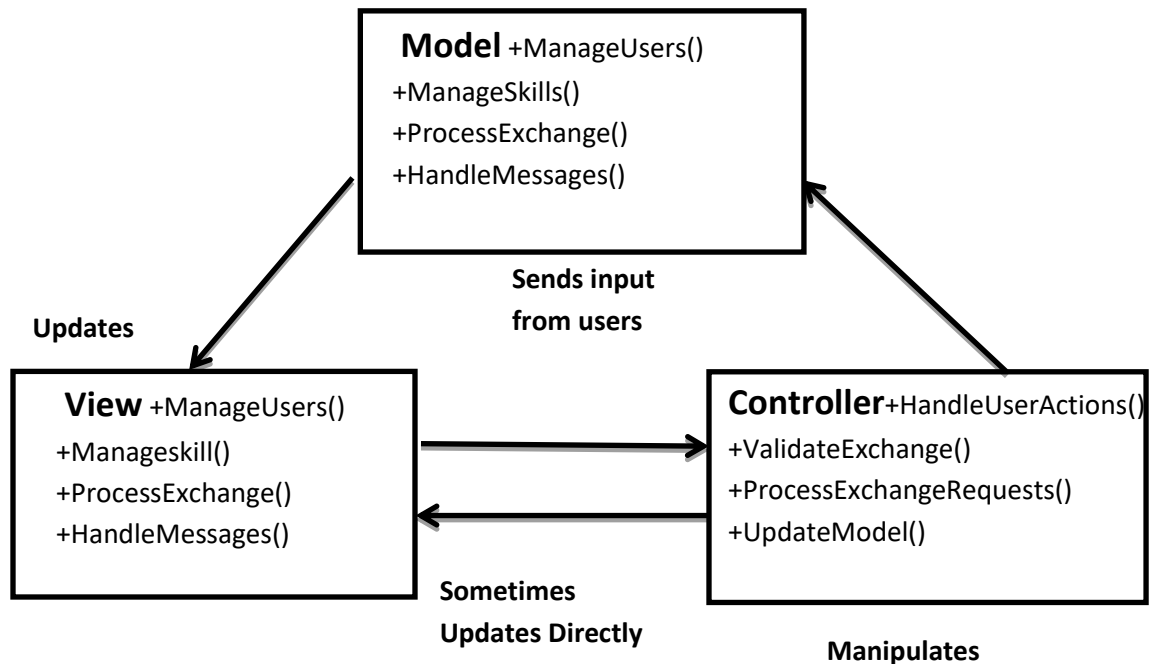 Model +ManageUsers()
+ManageSkills()
+ProcessExchange()
+HandleMessages()
Sends input
from users
Updates
View +ManageUsers()
+Manageskill()
+ProcessExchange()
+HandleMessages()
Controller+HandleUserActions()
+ValidateExchange()
+ProcessExchangeRequests()
+UpdateModel()
Sometimes
Updates Directly
Manipulates